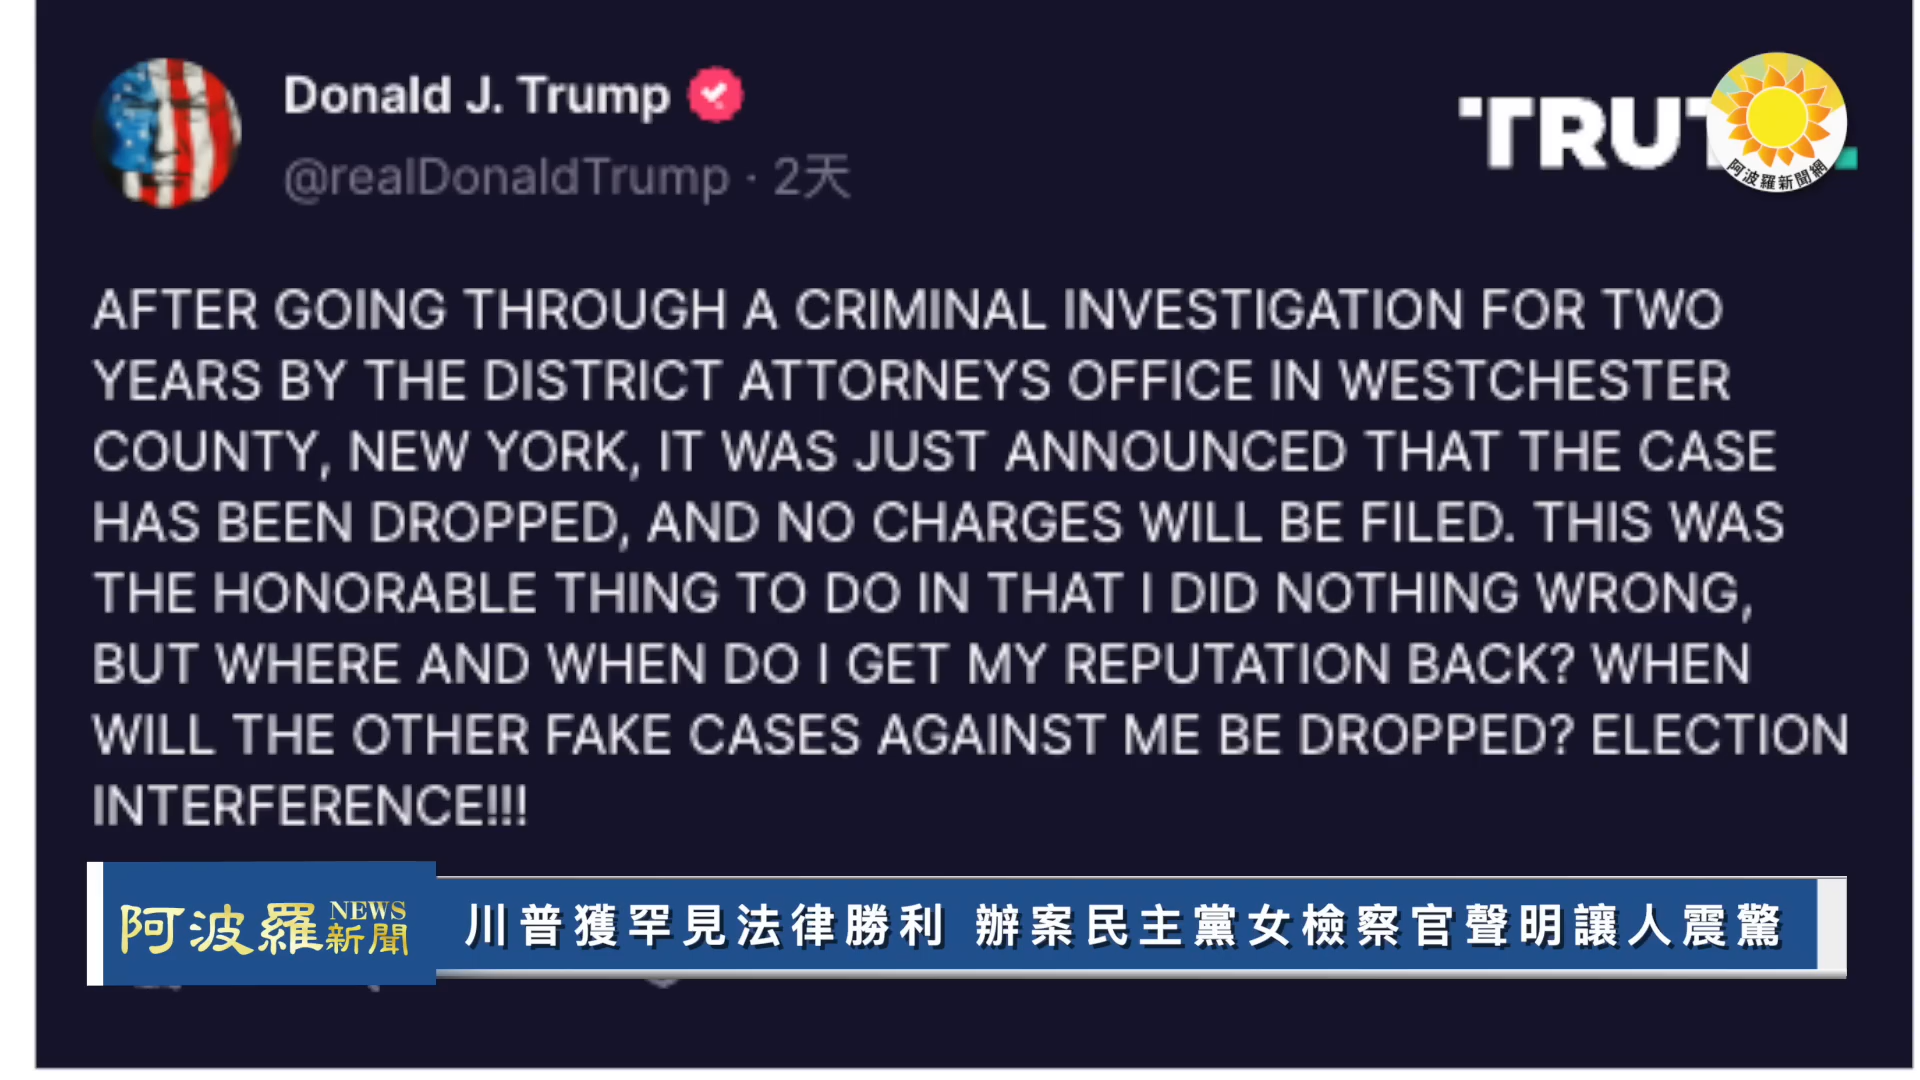 Donald J. Trump
@realDonaldTrump · 2天
TRUT
阿波羅新聞網
AFTER GOING THROUGH A CRIMINAL INVESTIGATION FOR TWO
YEARS BY THE DISTRICT ATTORNEYS OFFICE IN WESTCHESTER
COUNTY, NEW YORK, IT WAS JUST ANNOUNCED THAT THE CASE
HAS BEEN DROPPED, AND NO CHARGES WILL BE FILED. THIS WAS
THE HONORABLE THING TO DO IN THAT I DID NOTHING WRONG,
BUT WHERE AND WHEN DO I GET MY REPUTATION BACK? WHEN
WILL THE OTHER FAKE CASES AGAINST ME BE DROPPED? ELECTION
INTERFERENCE!!!
阿波羅 NEWS 新聞
川普獲罕見法律勝利 辦案民主黨女檢察官聲明讓人震驚